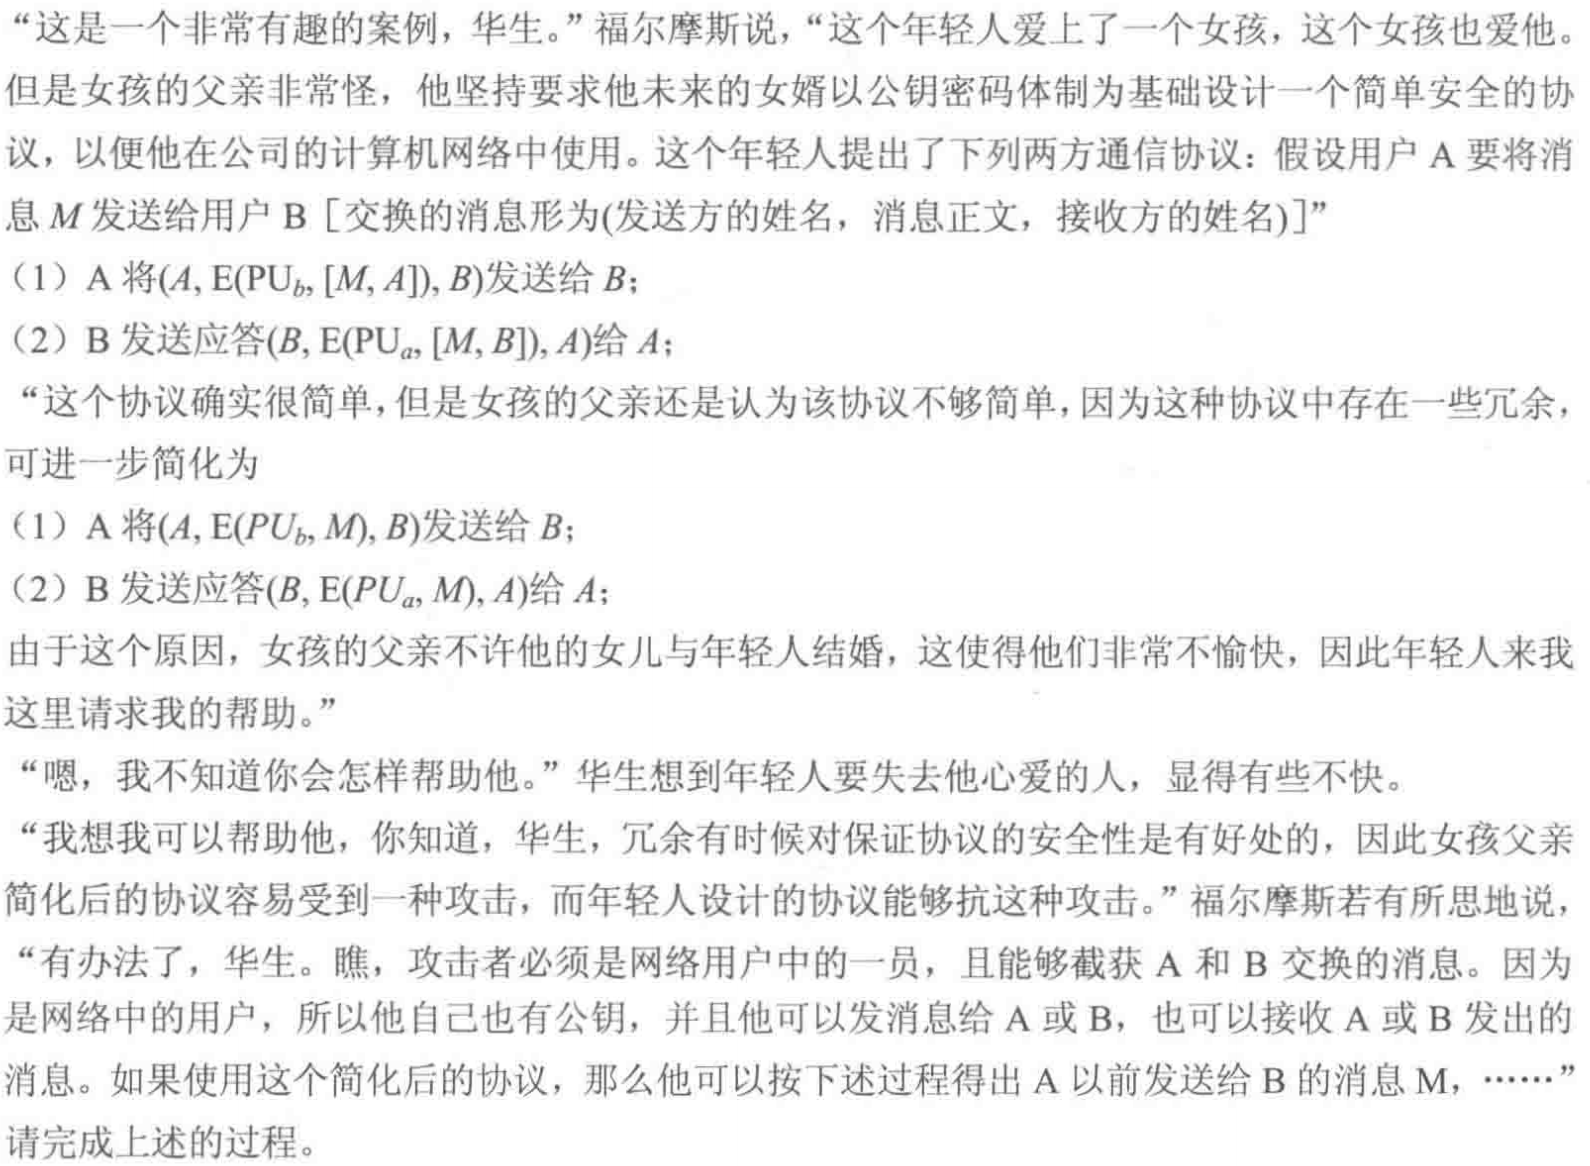 “这是一个非常有趣的案例，华生。”福尔摩斯说，“这个年轻人爱上了一个女孩，这个女孩也爱他。
但是女孩的父亲非常怪，他坚持要求他未来的女婿以公钥密码体制为基础设计一个简单安全的协
议，以便他在公司的计算机网络中使用。这个年轻人提出了下列两方通信协议：假设用户 A 要将消
息 M 发送给用户 B［交换的消息形为(发送方的姓名，消息正文，接收方的姓名)］”
（1）A 将(A, E(PU_b, [M, A]), B)发送给 B；
（2）B 发送应答(B, E(PU_a, [M, B]), A)给 A；
“这个协议确实很简单，但是女孩的父亲还是认为该协议不够简单，因为这种协议中存在一些冗余，
可进一步简化为
（1）A 将(A, E(PU_b, M), B)发送给 B；
（2）B 发送应答(B, E(PU_a, M), A)给 A；
由于这个原因，女孩的父亲不许他的女儿与年轻人结婚，这使得他们非常不愉快，因此年轻人来我
这里请求我的帮助。”
“嗯，我不知道你会怎样帮助他。”华生想到年轻人要失去他心爱的人，显得有些不快。
“我想我可以帮助他，你知道，华生，冗余有时候对保证协议的安全性是有好处的，因此女孩父亲
简化后的协议容易受到一种攻击，而年轻人设计的协议能够抗这种攻击。”福尔摩斯若有所思地说，
“有办法了，华生。瞧，攻击者必须是网络用户中的一员，且能够截获 A 和 B 交换的消息。因为
是网络中的用户，所以他自己也有公钥，并且他可以发消息给 A 或 B，也可以接收 A 或 B 发出的
消息。如果使用这个简化后的协议，那么他可以按下述过程得出 A 以前发送给 B 的消息 M，……”
请完成上述的过程。